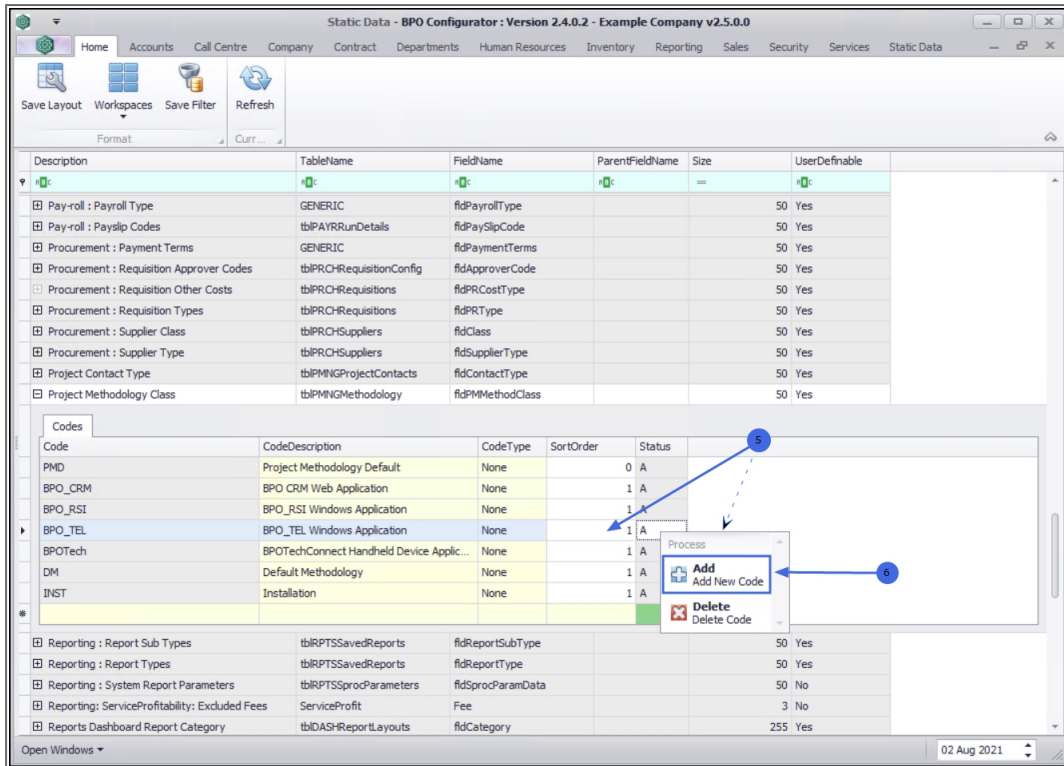 Static Data - BPO Configurator : Version 2.4.0.2 - Example Company v2.5.0.0
Home Accounts Call Centre Company Contract Departments Human Resources Inventory Reporting Sales Security Services Static Data
Save Layout Workspaces Save Filter Refresh
Format Curr...
Description TableName FieldName ParentFieldName Size UserDefinable
Pay-roll : Payroll Type GENERIC fldPayrollType 50 Yes
Pay-roll : Payslip Codes tblPAYRRunDetails fldPaySlipCode 50 Yes
Procurement : Payment Terms GENERIC fldPaymentTerms 50 Yes
Procurement : Requisition Approver Codes tblPRCHRequisitionConfig fldApproverCode 50 Yes
Procurement : Requisition Other Costs tblPRCHRequisitions fldPRCostType 50 Yes
Procurement : Requisition Types tblPRCHRequisitions fldPRType 50 Yes
Procurement : Supplier Class tblPRCHSuppliers fldClass 50 Yes
Procurement : Supplier Type tblPRCHSuppliers fldSupplierType 50 Yes
Project Contact Type tblPMNGProjectContacts fldContactType 50 Yes
Project Methodology Class tblPMNGMethodology fldPMMethodClass 50 Yes
Codes
Code CodeDescription CodeType SortOrder Status
5
PMD Project Methodology Default None 0 A
BPO_CRM BPO CRM Web Application None 1 A
BPO_RSI BPO_RSI Windows Application None 1 A
BPO_TEL BPO_TEL Windows Application None 1 A
BPOTech BPOTechConnect Handheld Device Applic... None 1 A
DM Default Methodology None 1 A
INST Installation None 1 A
Process
Add
Add New Code
6
Delete
Delete Code
Reporting : Report Sub Types tblRPTSSavedReports fldReportSubType 50 Yes
Reporting : Report Types tblRPTSSavedReports fldReportType 50 Yes
Reporting : System Report Parameters tblRPTSSprocParameters fldSprocParamData 50 No
Reporting: ServiceProfitability: Excluded Fees ServiceProfit Fee 3 No
Reports Dashboard Report Category tblDASHReportLayouts fldCategory 255 Yes
Open Windows 02 Aug 2021